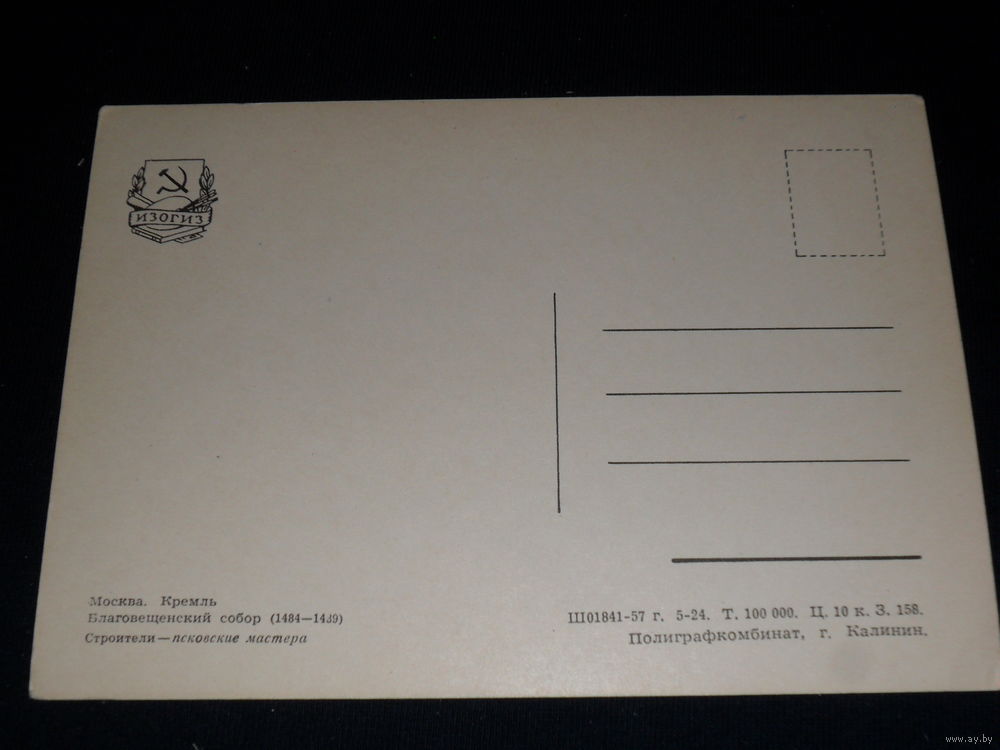 ИЗОГИЗ
Москва. Кремль
Благовещенский собор (1484—1489)
Строители—псковские мастера
Ш01841-57 г. 5-24. Т. 100 000. Ц. 10 к. З. 158.
Полиграфкомбинат, г. Калинин.
www.ay.by